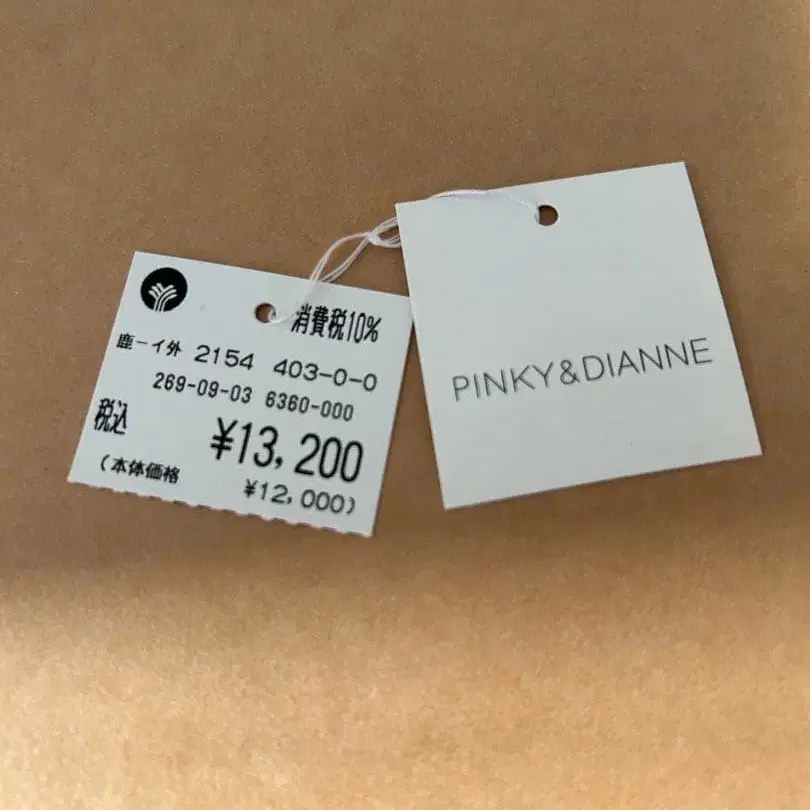 消費税10%
鹿-イ外 2154 403-0-0
269-09-03 6360-000
税込 ¥13,200
(本体価格 ¥12,000)
PINKY&DIANNE